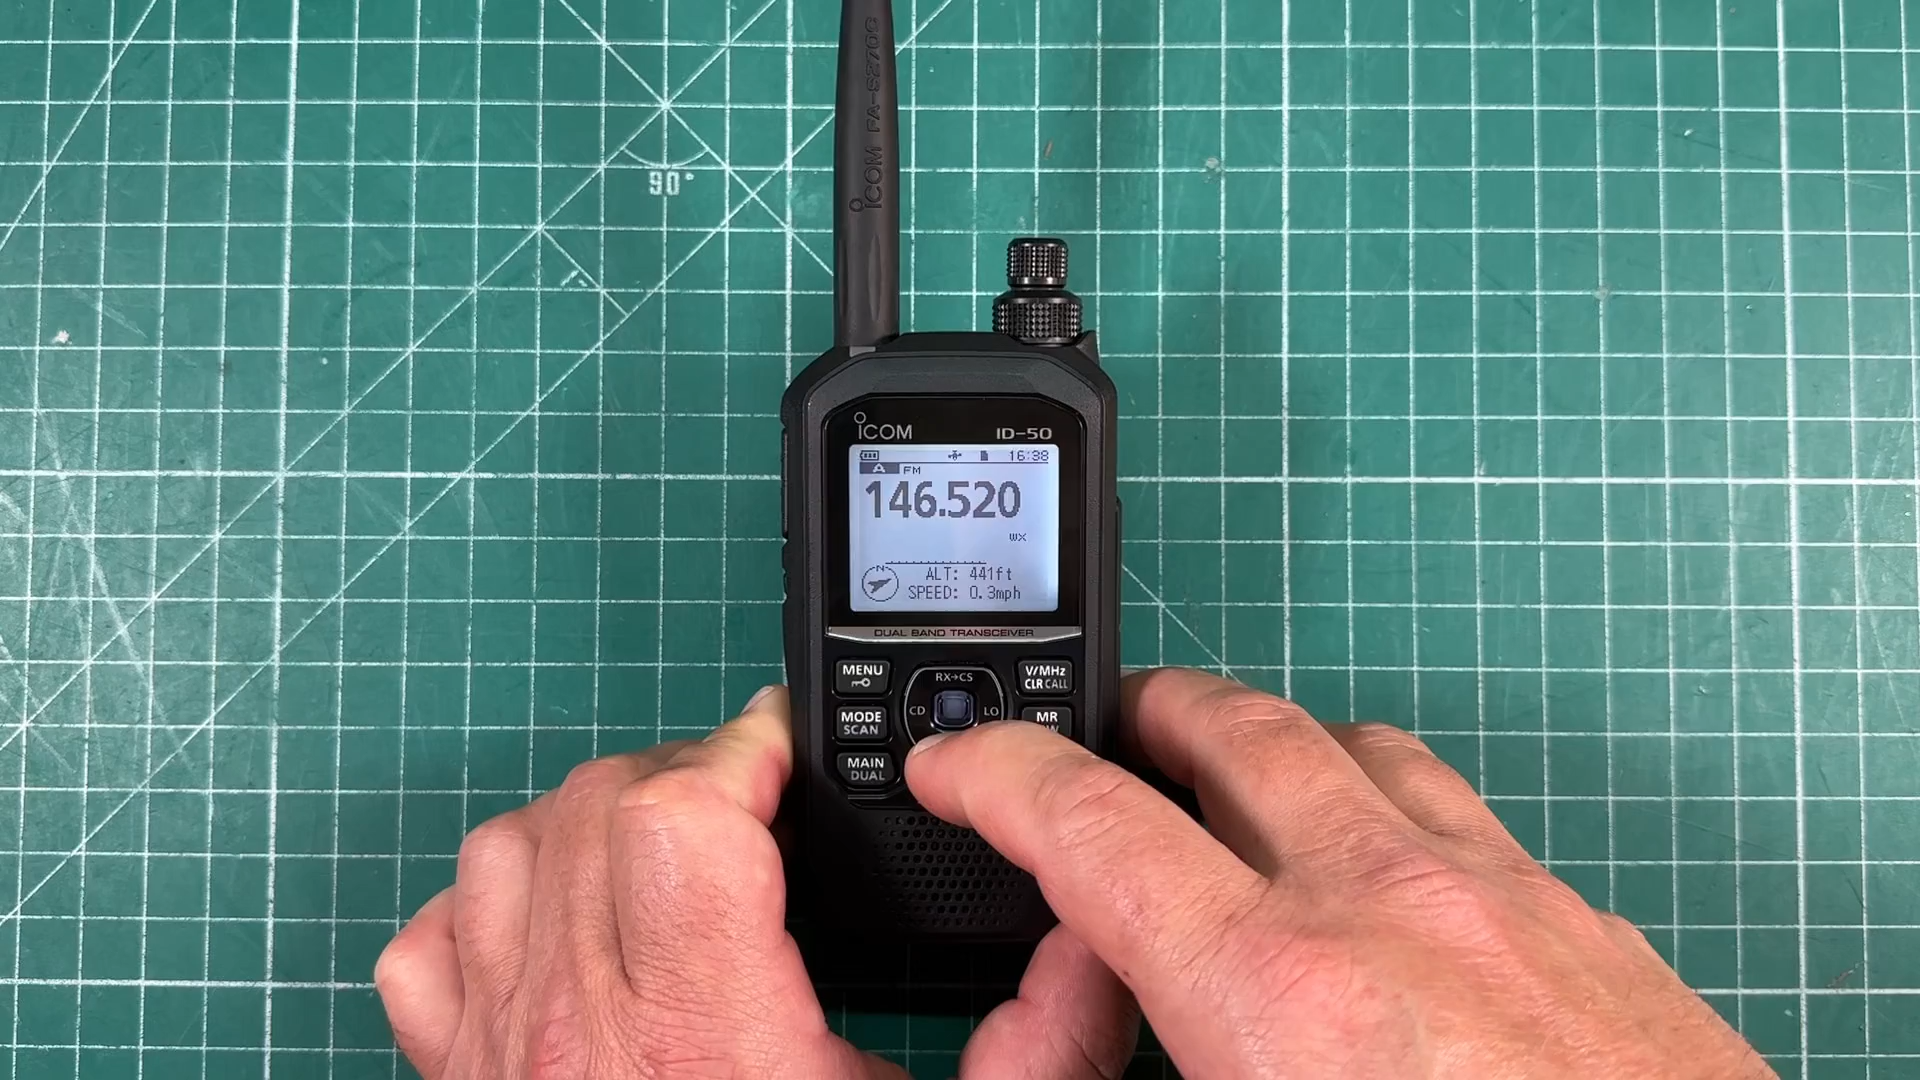 90°
ICOM FA-S270C
ICOM ID-50
16:38
A FM
146.520
WX
N
ALT: 441ft
SPEED: 0.3mph
DUAL BAND TRANSCEIVER
MENU
RX→CS
V/MHz
CLR CALL
CD
LO
MODE
SCAN
MR
MAIN
DUAL